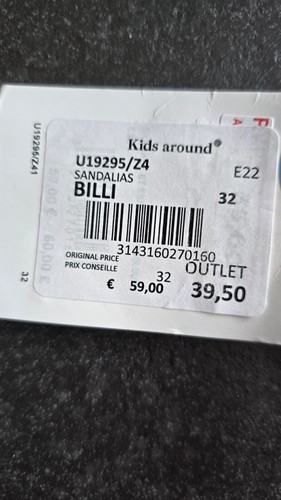 Kids around
U19295/Z4
E22
SANDALIAS
BILLI
32
3143160270160
ORIGINAL PRICE
PRIX CONSEILLE
32
OUTLET
€ 59,00
39,50
U19295/Z41
32